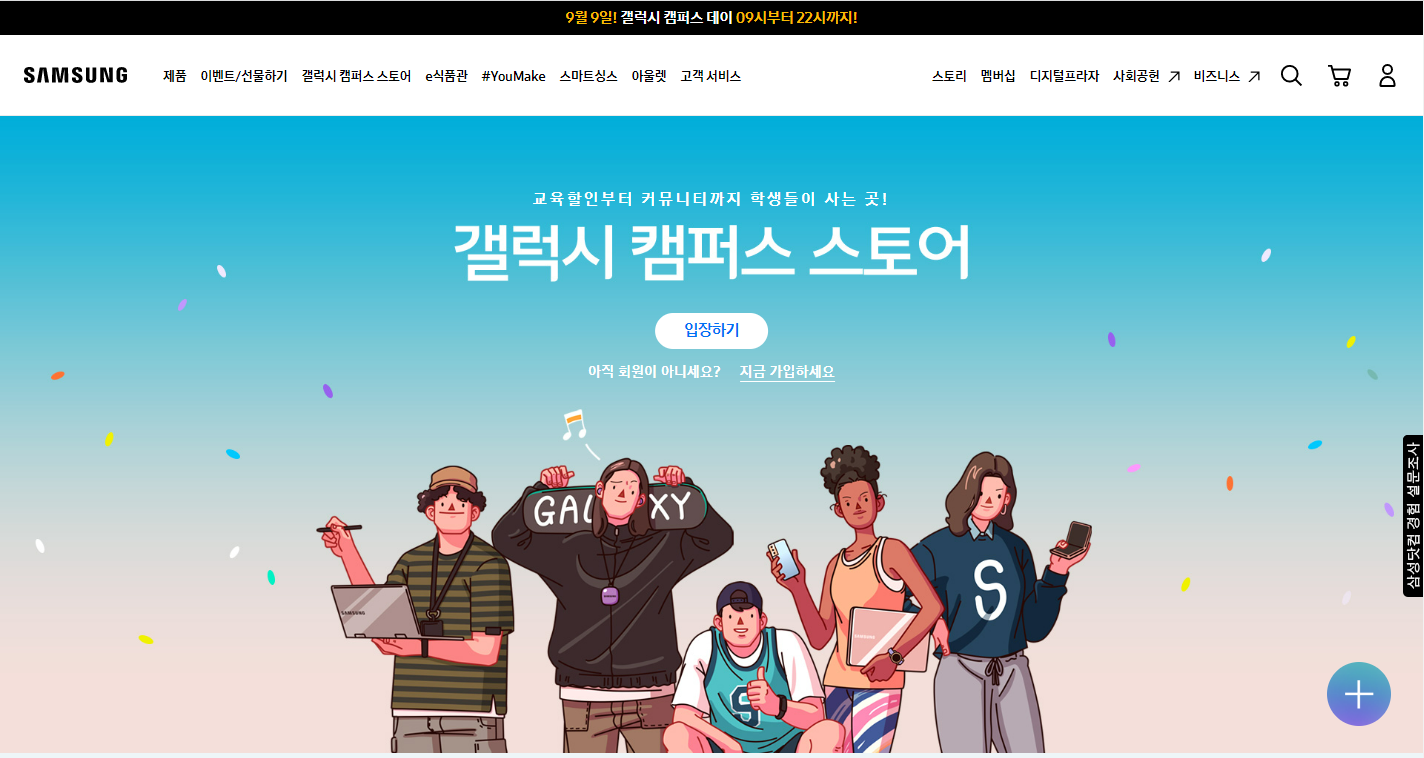 9월 9일! 갤럭시 캠퍼스 데이 09시부터 22시까지!
SAMSUNG 제품 이벤트/선물하기 갤럭시 캠퍼스 스토어 e식품관 #YouMake 스마트싱스 아울렛 고객 서비스 스토리 멤버십 디지털프라자 사회공헌 비즈니스
교육할인부터 커뮤니티까지 학생들이 사는 곳!
갤럭시 캠퍼스 스토어
입장하기
아직 회원이 아니세요? 지금 가입하세요
삼성닷컴 경험 설문조사
GAL XY
S
SAMSUNG
S
SAMSUNG